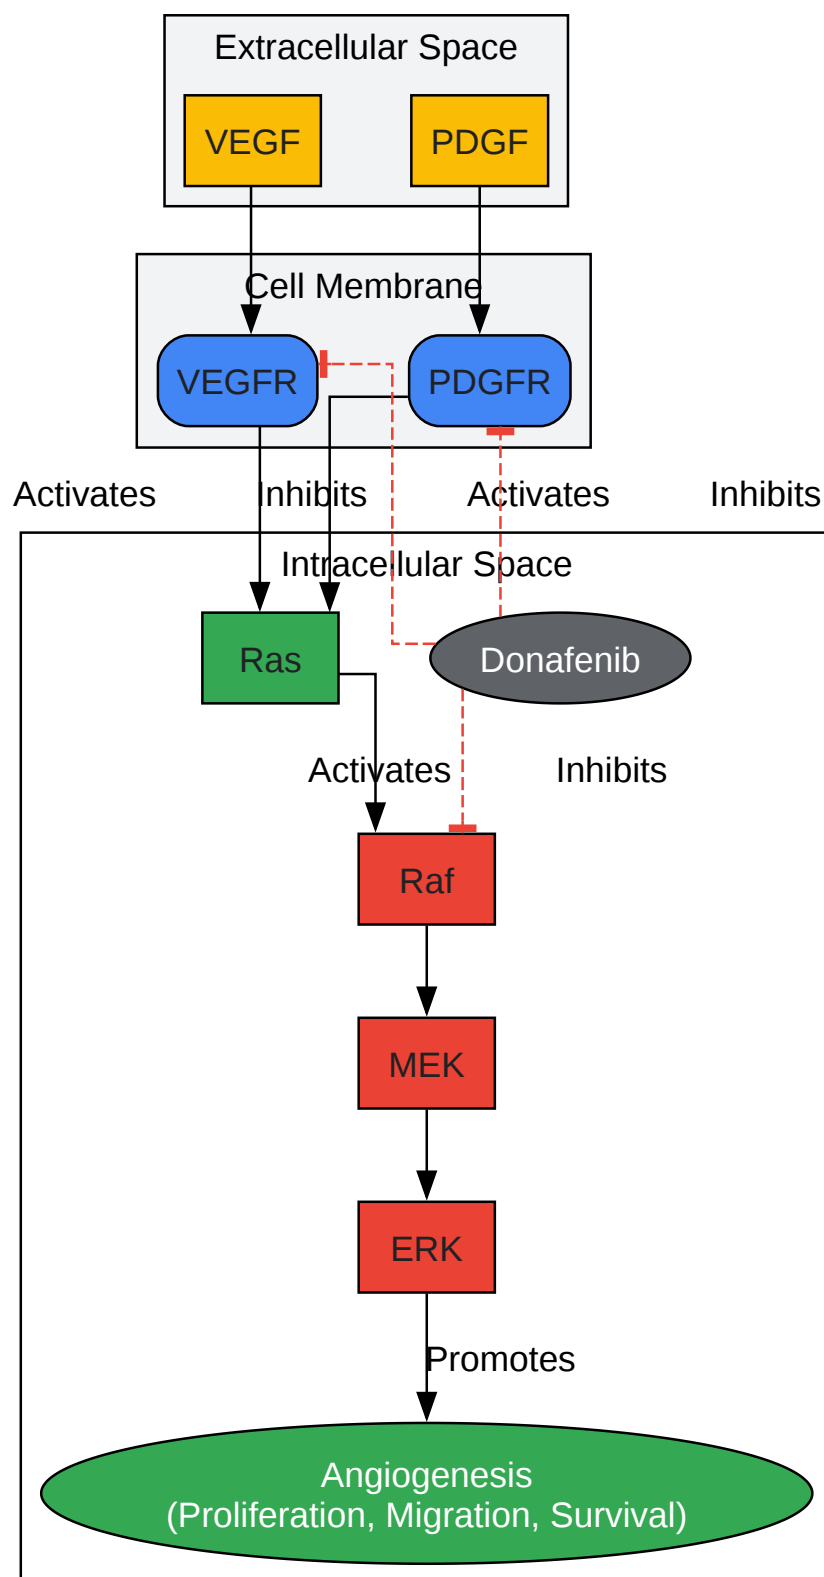 Extracellular Space
VEGF
PDGF
Cell Membrane
VEGFR
PDGFR
Activates
Inhibits
Activates
Inhibits
Intracellular Space
Ras
Donafenib
Activates
Inhibits
Raf
MEK
ERK
Promotes
Angiogenesis
(Proliferation, Migration, Survival)